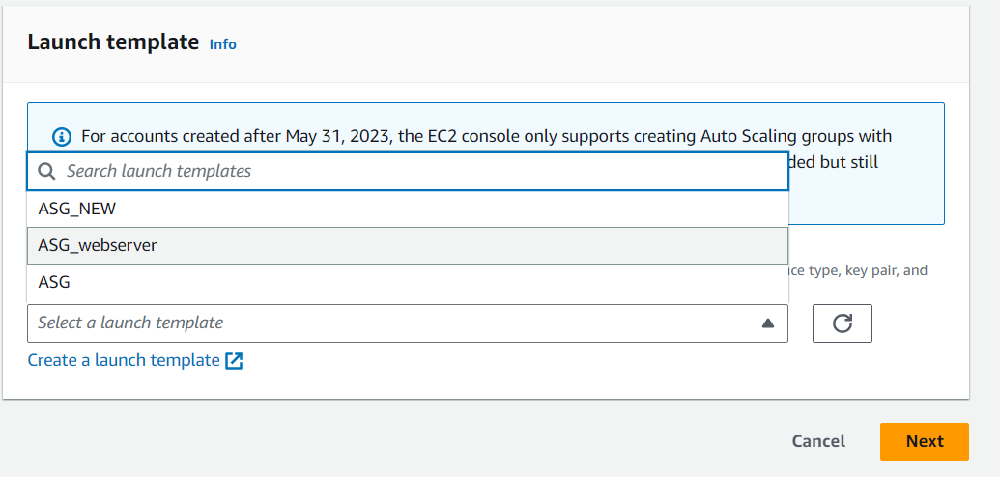 Launch template Info
For accounts created after May 31, 2023, the EC2 console only supports creating Auto Scaling groups with
Search launch templates
but still
ASG_NEW
ASG_webserver
type, key pair, and
ASG
Select a launch template
Create a launch template
Cancel Next